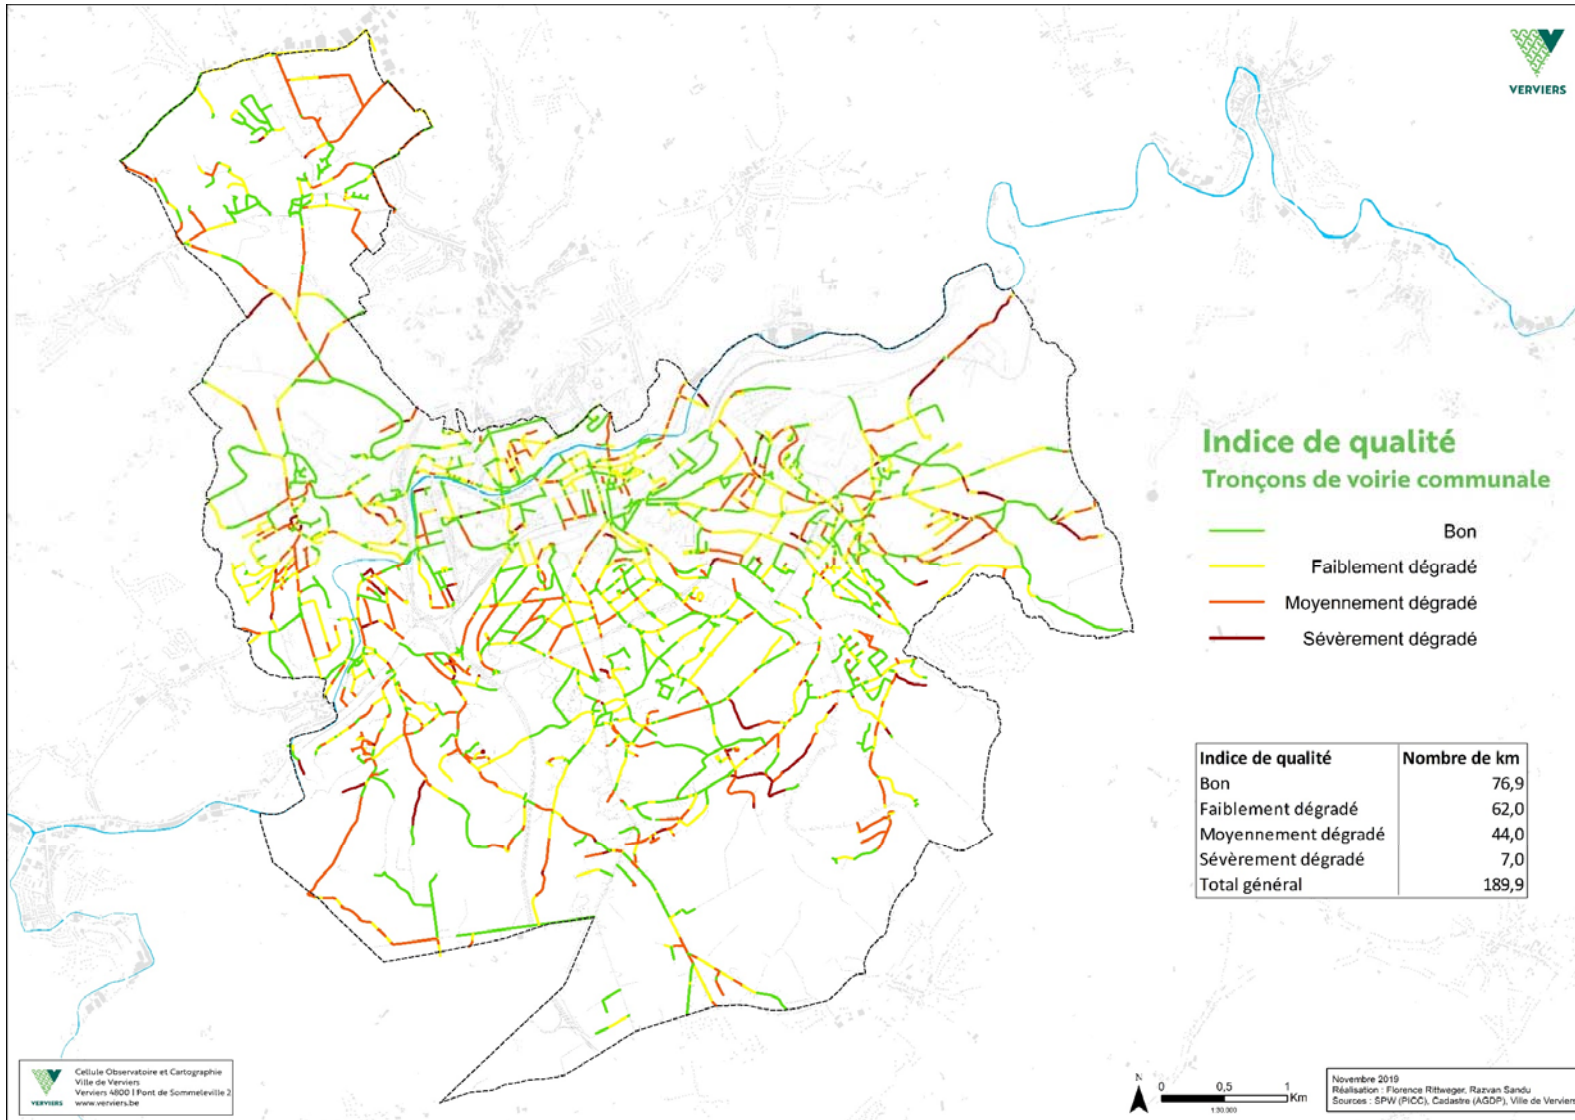 VERVIERS
Indice de qualité
Tronçons de voirie communale
Bon
Faiblement dégradé
Moyennement dégradé
Sévèrement dégradé
Indice de qualité Nombre de km
Bon 76,9
Faiblement dégradé 62,0
Moyennement dégradé 44,0
Sévèrement dégradé 7,0
Total général 189,9
VERVIERS
Cellule Observatoire et Cartographie
Ville de Verviers
Verviers 4800 | Pont de Sommeleville 2
www.verviers.be
N
0 0,5 1
Km
1:30.000
Novembre 2019
Réalisation : Florence Rittweger, Razvan Sandu
Sources : SPW (PICC), Cadastre (AGDP), Ville de Verviers